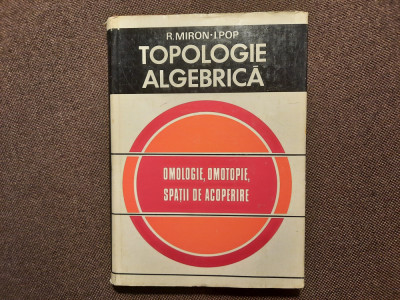 R.MIRON-I.POP
TOPOLOGIE
ALGEBRICĂ
OMOLOGIE, OMOTOPIE,
SPAȚII DE ACOPERIRE